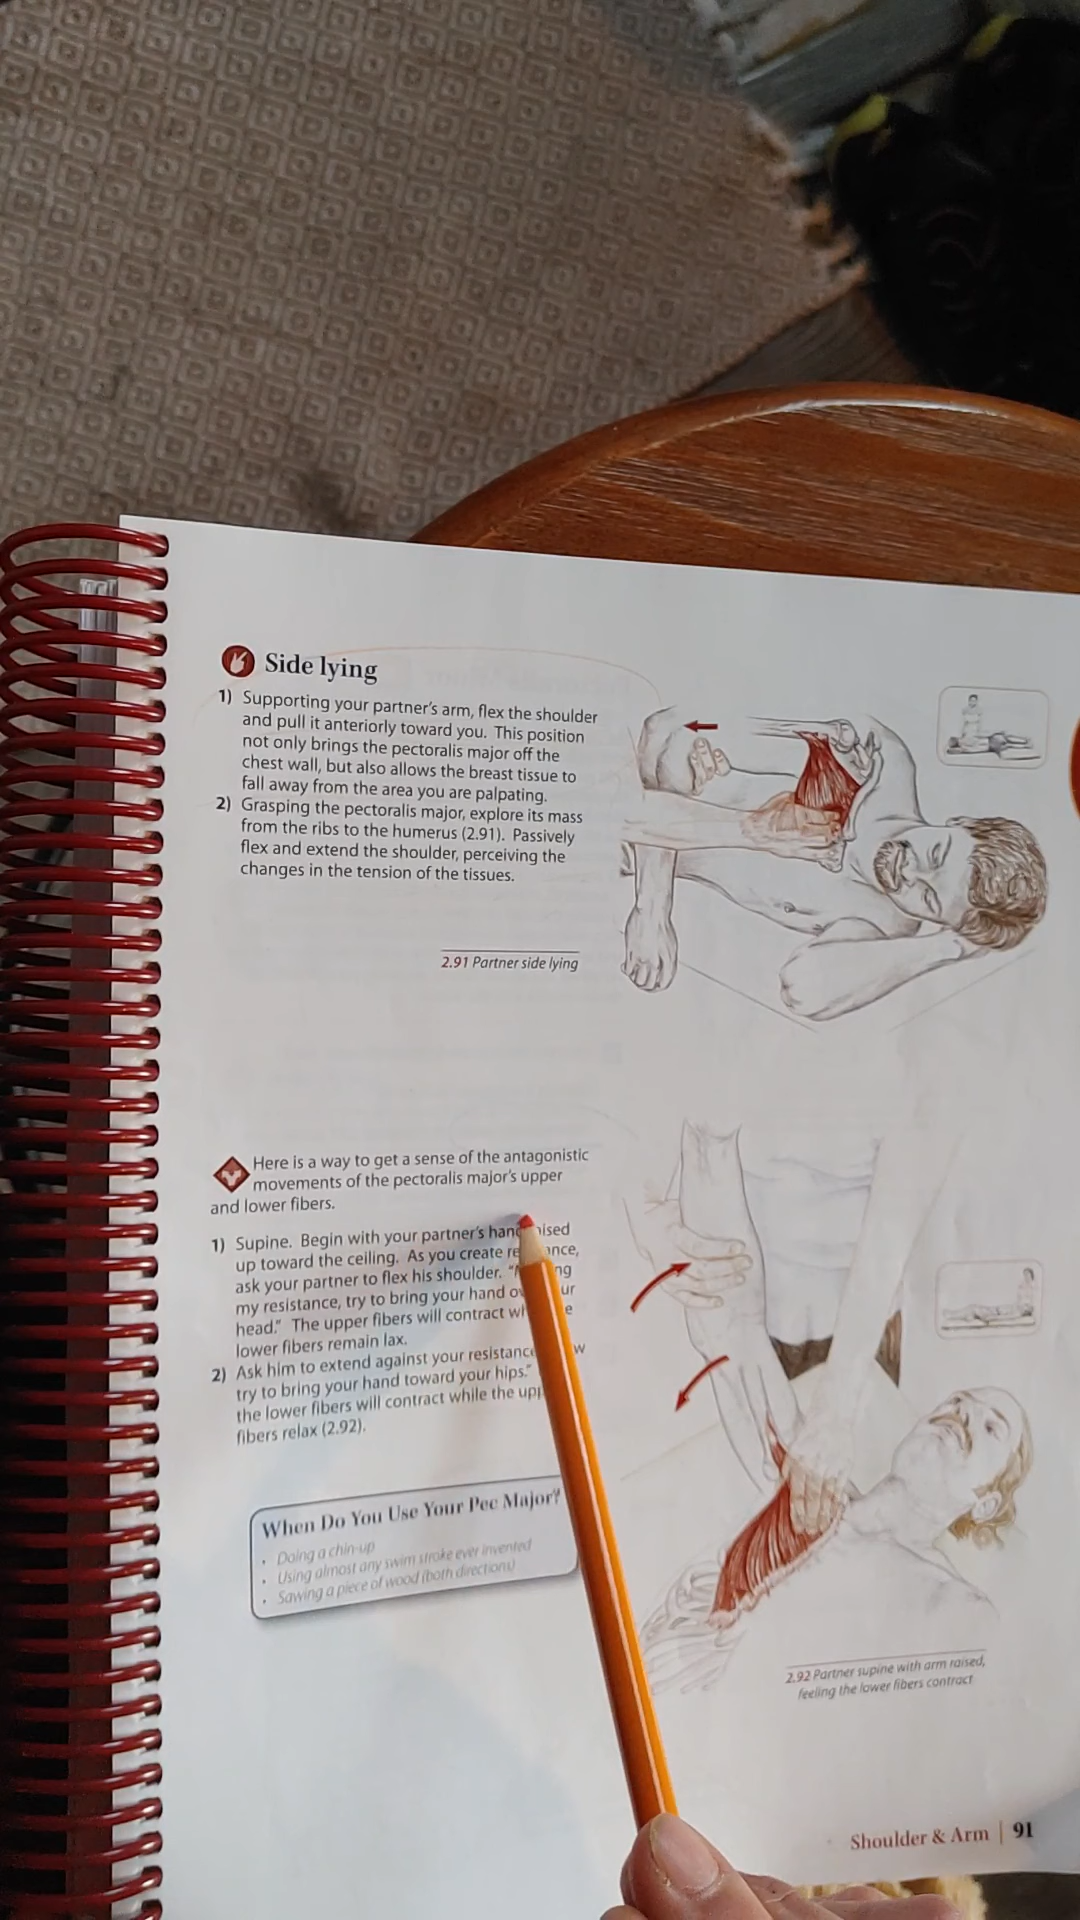 Side lying
1) Supporting your partner's arm, flex the shoulder
and pull it anteriorly toward you. This position
not only brings the pectoralis major off the
chest wall, but also allows the breast tissue to
fall away from the area you are palpating.
2) Grasping the pectoralis major, explore its mass
from the ribs to the humerus (2.91). Passively
flex and extend the shoulder, perceiving the
changes in the tension of the tissues.
2.91 Partner side lying
Here is a way to get a sense of the antagonistic
movements of the pectoralis major's upper
and lower fibers.
1) Supine. Begin with your partner's
up toward the ceiling. As you create
ask your partner to flex his shoulder.
my resistance, try to bring your hand
head." The upper fibers will contract
lower fibers remain lax.
2) Ask him to extend against your resistance
try to bring your hand toward your hips."
the lower fibers will contract while the
fibers relax (2.92).
When Do You Use Your Pec Major?
• Doing a chin-up
• Using almost any swim stroke ever invented
• Sawing a piece of wood (both directions)
2.92 Partner supine with arm raised,
feeling the lower fibers contract
Shoulder & Arm | 91